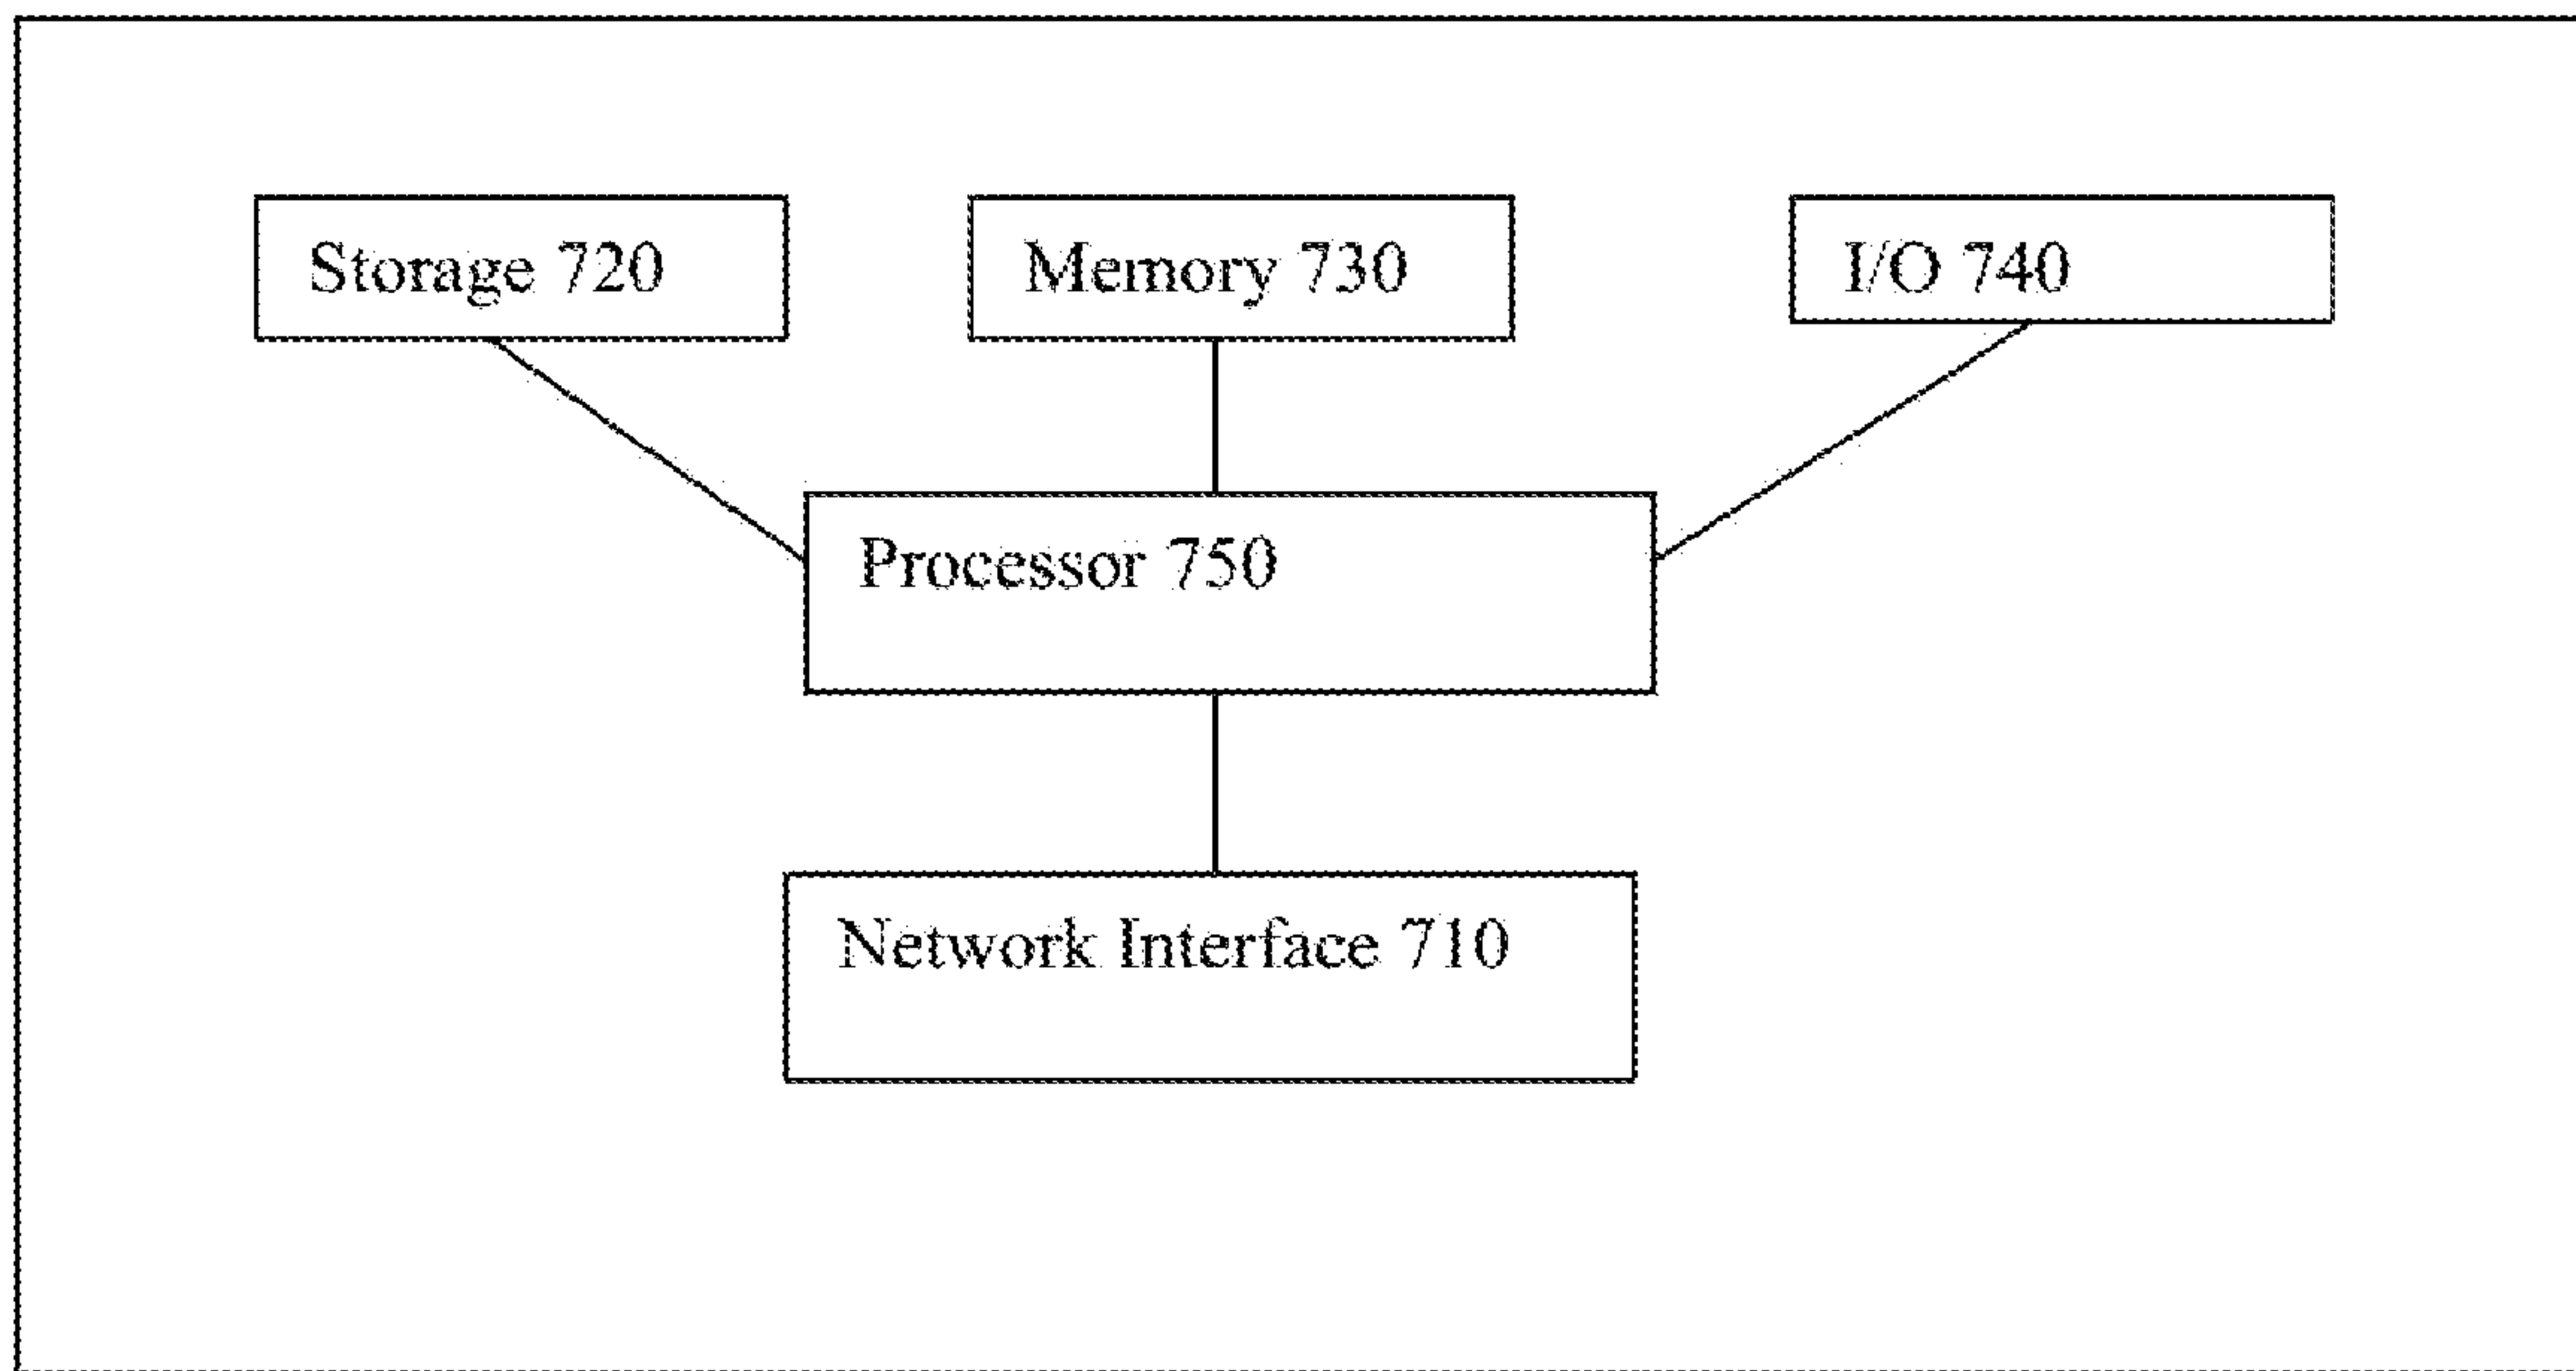 Storage 720
Memory 730
I/O 740
Processor 750
Network Interface 710